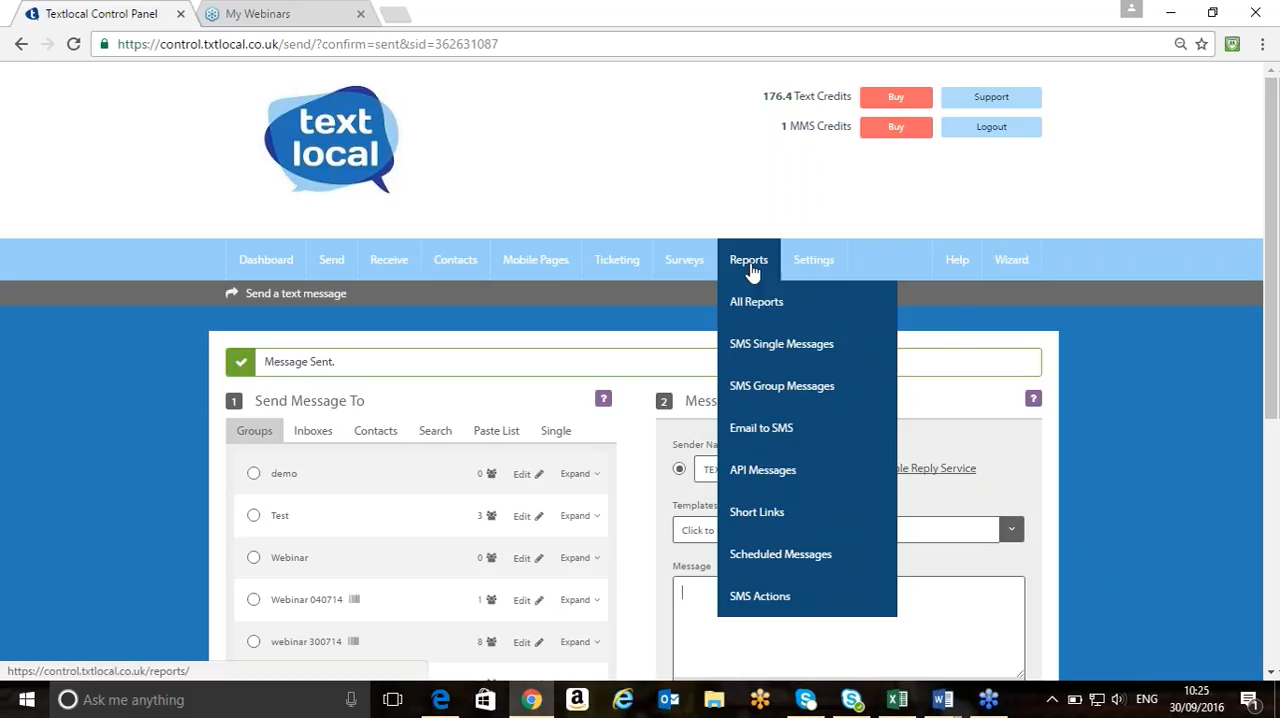 Textlocal Control Panel
My Webinars
https://control.txtlocal.co.uk/send/?confirm=sent&sid=362631087
text
local
176.4 Text Credits
Buy
Support
1 MMS Credits
Buy
Logout
Dashboard
Send
Receive
Contacts
Mobile Pages
Ticketing
Surveys
Reports
Settings
Help
Wizard
Send a text message
All Reports
SMS Single Messages
SMS Group Messages
Email to SMS
API Messages
Short Links
Scheduled Messages
SMS Actions
Message Sent.
1 Send Message To
?
Groups
Inboxes
Contacts
Search
Paste List
Single
demo
0
Edit
Expand
Test
3
Edit
Expand
Webinar
0
Edit
Expand
Webinar 040714
1
Edit
Expand
webinar 300714
8
Edit
Expand
2 Mess
?
Sender Na
TEX
ble Reply Service
Templates
Click to
Message
https://control.txtlocal.co.uk/reports/
Ask me anything
ENG
10:25
30/09/2016
1